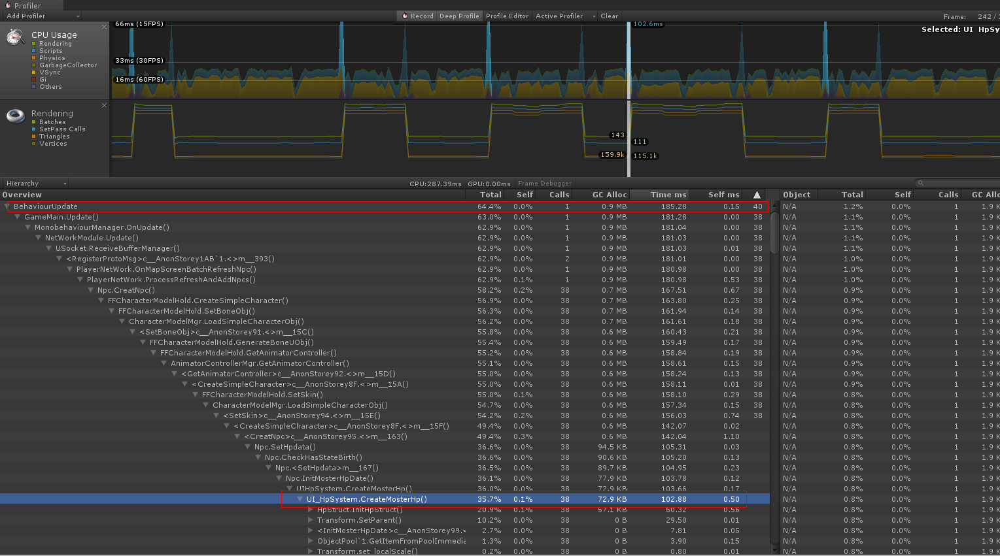 Profiler
Add Profiler Record Deep Profile Profile Editor Active Profiler Clear Frame: 242 /
CPU Usage
Rendering
Scripts
Physics
GarbageCollector
VSync
Gi
Others
66ms (15FPS)
33ms (30FPS)
16ms (60FPS)
102.6ms
Selected: UI_HpSy
Rendering
Batches
SetPass Calls
Triangles
Vertices
143
111
159.9k
115.1k
Hierarchy CPU:287.39ms GPU:0.00ms Frame Debugger
Overview Total Self Calls GC Alloc Time ms Self ms Object Total Self Calls GC Allo
BehaviourUpdate 64.4% 0.0% 1 0.9 MB 185.28 0.15 40 N/A 1.2% 0.0% 1 1.9 K
GameMain.Update() 63.0% 0.0% 1 0.9 MB 181.28 0.00 38 N/A 1.1% 0.0% 1 1.9 K
MonobehaviourManager.OnUpdate() 62.9% 0.0% 1 0.9 MB 181.04 0.00 38 N/A 1.1% 0.0% 1 1.9 K
NetWorkModule.Update() 62.9% 0.0% 1 0.9 MB 181.03 0.00 38 N/A 1.1% 0.0% 1 1.9 K
USocket.ReceiveBufferManager() 62.9% 0.0% 1 0.9 MB 181.03 0.01 38 N/A 1.1% 0.0% 1 1.9 K
<RegisterProtoMsg>c__AnonStorey1AB`1.<>m__393() 62.9% 0.0% 2 0.9 MB 181.01 0.00 38 N/A 1.0% 0.0% 1 1.9 K
PlayerNetWork.OnMapScreenBatchRefreshNpc() 62.9% 0.0% 1 0.9 MB 180.98 0.00 38 N/A 1.0% 0.0% 1 1.9 K
PlayerNetWork.ProcessRefreshAndAddNpcs() 62.9% 0.1% 1 0.9 MB 180.98 0.53 38 N/A 1.0% 0.0% 1 1.9 K
Npc.CreatNpc() 58.2% 0.2% 38 0.7 MB 167.51 0.67 38 N/A 0.9% 0.0% 1 1.9 K
FFCharacterModelHold.CreateSimpleCharacter() 56.9% 0.0% 38 0.7 MB 163.80 0.25 38 N/A 0.9% 0.0% 1 1.9 K
FFCharacterModelHold.SetBoneObj() 56.3% 0.0% 38 0.7 MB 161.94 0.14 38 N/A 0.9% 0.0% 1 1.9 K
CharacterModelMgr.LoadSimpleCharacterObj() 56.2% 0.0% 38 0.7 MB 161.61 0.18 38 N/A 0.9% 0.0% 1 1.9 K
<SetBoneObj>c__AnonStorey91.<>m__15C() 55.8% 0.0% 38 0.7 MB 160.43 0.21 38 N/A 0.9% 0.0% 1 1.9 K
FFCharacterModelHold.GenerateBoneUObj() 55.4% 0.0% 38 0.7 MB 159.49 0.17 38 N/A 0.9% 0.0% 1 1.9 K
FFCharacterModelHold.GetAnimatorController() 55.2% 0.0% 38 0.6 MB 158.84 0.19 38 N/A 0.9% 0.0% 1 1.9 K
AnimatorControllerMgr.GetAnimatorController() 55.1% 0.0% 38 0.6 MB 158.61 0.15 38 N/A 0.9% 0.0% 1 1.9 K
<GetAnimatorController>c__AnonStorey92.<>m__15D() 55.0% 0.0% 38 0.6 MB 158.24 0.13 38 N/A 0.9% 0.0% 1 1.9 K
<CreateSimpleCharacter>c__AnonStorey8F.<>m__15A() 55.0% 0.0% 38 0.6 MB 158.11 0.01 38 N/A 0.9% 0.0% 1 1.9 K
FFCharacterModelHold.SetSkin() 55.0% 0.1% 38 0.6 MB 158.10 0.29 38 N/A 0.8% 0.0% 1 1.9 K
CharacterModelMgr.LoadSimpleCharacterObj() 54.7% 0.0% 38 0.6 MB 157.34 0.15 38 N/A 0.8% 0.0% 1 1.9 K
<SetSkin>c__AnonStorey94.<>m__15E() 54.2% 0.2% 38 0.6 MB 156.03 0.74 38 N/A 0.8% 0.0% 1 1.9 K
<CreateSimpleCharacter>c__AnonStorey8F.<>m__15F() 49.4% 0.0% 38 0.6 MB 142.07 0.02 N/A 0.8% 0.0% 1 1.9 K
<CreatNpc>c__AnonStorey95.<>m__163() 49.4% 0.3% 38 0.6 MB 142.04 1.10 N/A 0.8% 0.0% 1 1.9 K
Npc.SetHpdata() 36.6% 0.0% 38 94.5 KB 105.31 0.03 N/A 0.8% 0.0% 1 1.9 K
Npc.CheckHasStateBirth() 36.6% 0.0% 38 90.6 KB 105.20 0.13 N/A 0.8% 0.0% 1 1.9 K
Npc.<SetHpdata>m__167() 36.5% 0.0% 38 89.7 KB 104.95 0.23 N/A 0.8% 0.0% 1 1.9 K
Npc.InitMosterHpDate() 36.1% 0.0% 38 77.9 KB 103.78 0.12 N/A 0.8% 0.0% 1 1.9 K
UIHpSystem.CreateMosterHp() 36.0% 0.0% 38 72.9 KB 103.66 0.17 N/A 0.8% 0.0% 1 1.9 K
UI_HpSystem.CreateMosterHp() 35.7% 0.1% 38 72.9 KB 102.88 0.50 N/A 0.8% 0.0% 1 1.9 K
HpStruct.InitHpStruct() 20.9% 0.1% 38 57.1 KB 60.32 0.56 N/A 0.8% 0.0% 1 1.9 K
Transform.SetParent() 10.2% 0.0% 38 0 B 29.50 0.01 N/A 0.8% 0.0% 1 1.9 K
<InitMosterHpDate>c__AnonStorey99.< 2.7% 0.0% 38 0 B 7.81 0.05 N/A 0.8% 0.0% 1 1.9 K
ObjectPool`1.GetItemFromPoolImmedia 1.3% 0.0% 38 0 B 3.90 0.15 N/A 0.8% 0.0% 1 1.9 K
Transform.set_localScale() 0.2% 0.0% 38 0 B 0.80 0.01 N/A 0.8% 0.0% 1 1.9 K